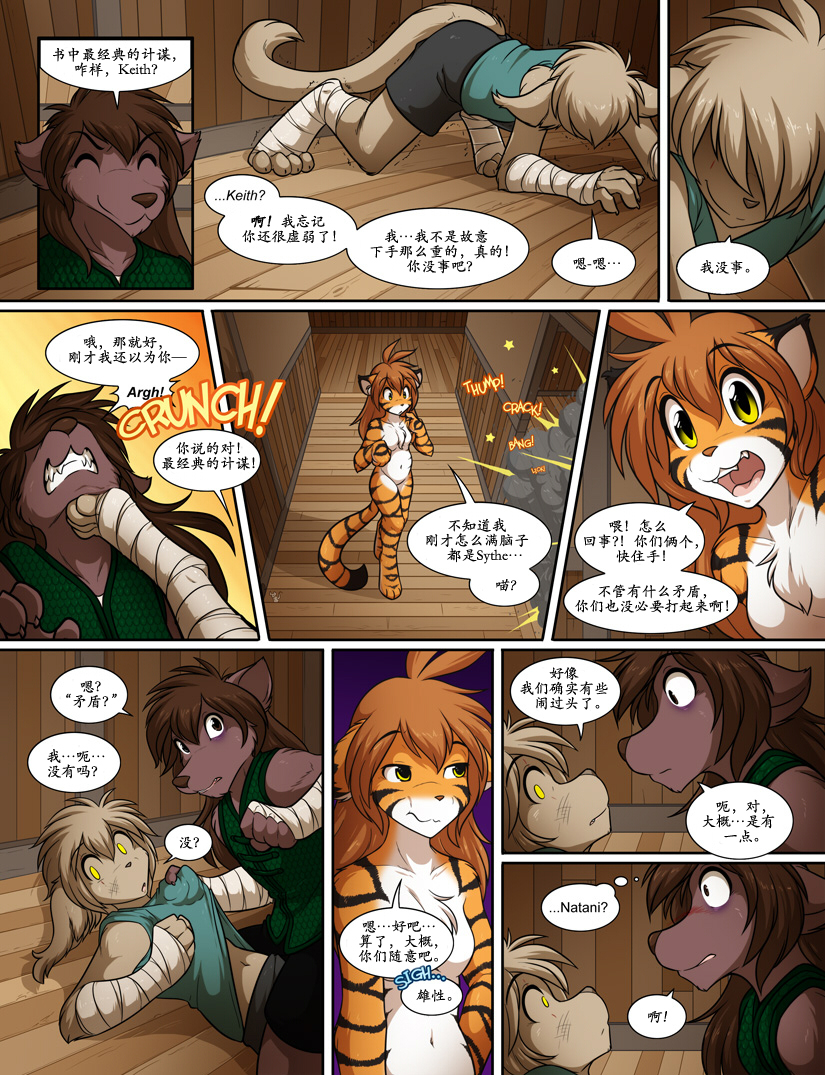 书中最经典的计谋，
咋样，Keith？
...Keith?
啊！我忘记
你还很虚弱了！
我…我不是故意
下手那么重的，真的！
你没事吧？
嗯-嗯…
我没事。
哦，那就好，
刚才我还以为你—
Argh!
CRUNCH!
你说的对！
最经典的计谋！
THUMP!
CRACK!
BANG!
不知道我
刚才怎么满脑子
都是Sythe…
喵？
喂！怎么
回事？！你们俩个，
快住手！
不管有什么矛盾，
你们也没必要打起来啊！
嗯？
“矛盾？”
我…呃…
没有吗？
没？
嗯…好吧…
算了，大概，
你们随意吧。
SIGH...
雄性。
好像
我们确实有些
闹过头了。
呃，对，
大概…是有
一点。
...Natani?
啊！